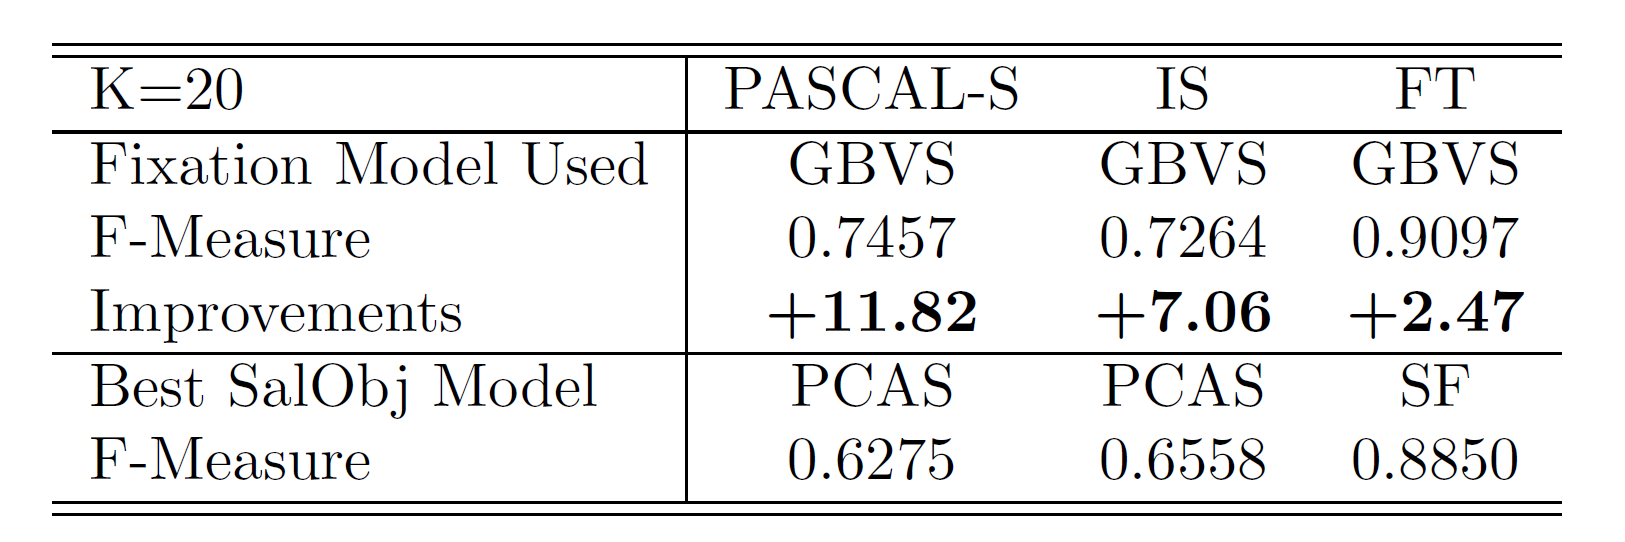 K=20 PASCAL-S IS FT
Fixation Model Used GBVS GBVS GBVS
F-Measure 0.7457 0.7264 0.9097
Improvements +11.82 +7.06 +2.47
Best SalObj Model PCAS PCAS SF
F-Measure 0.6275 0.6558 0.8850